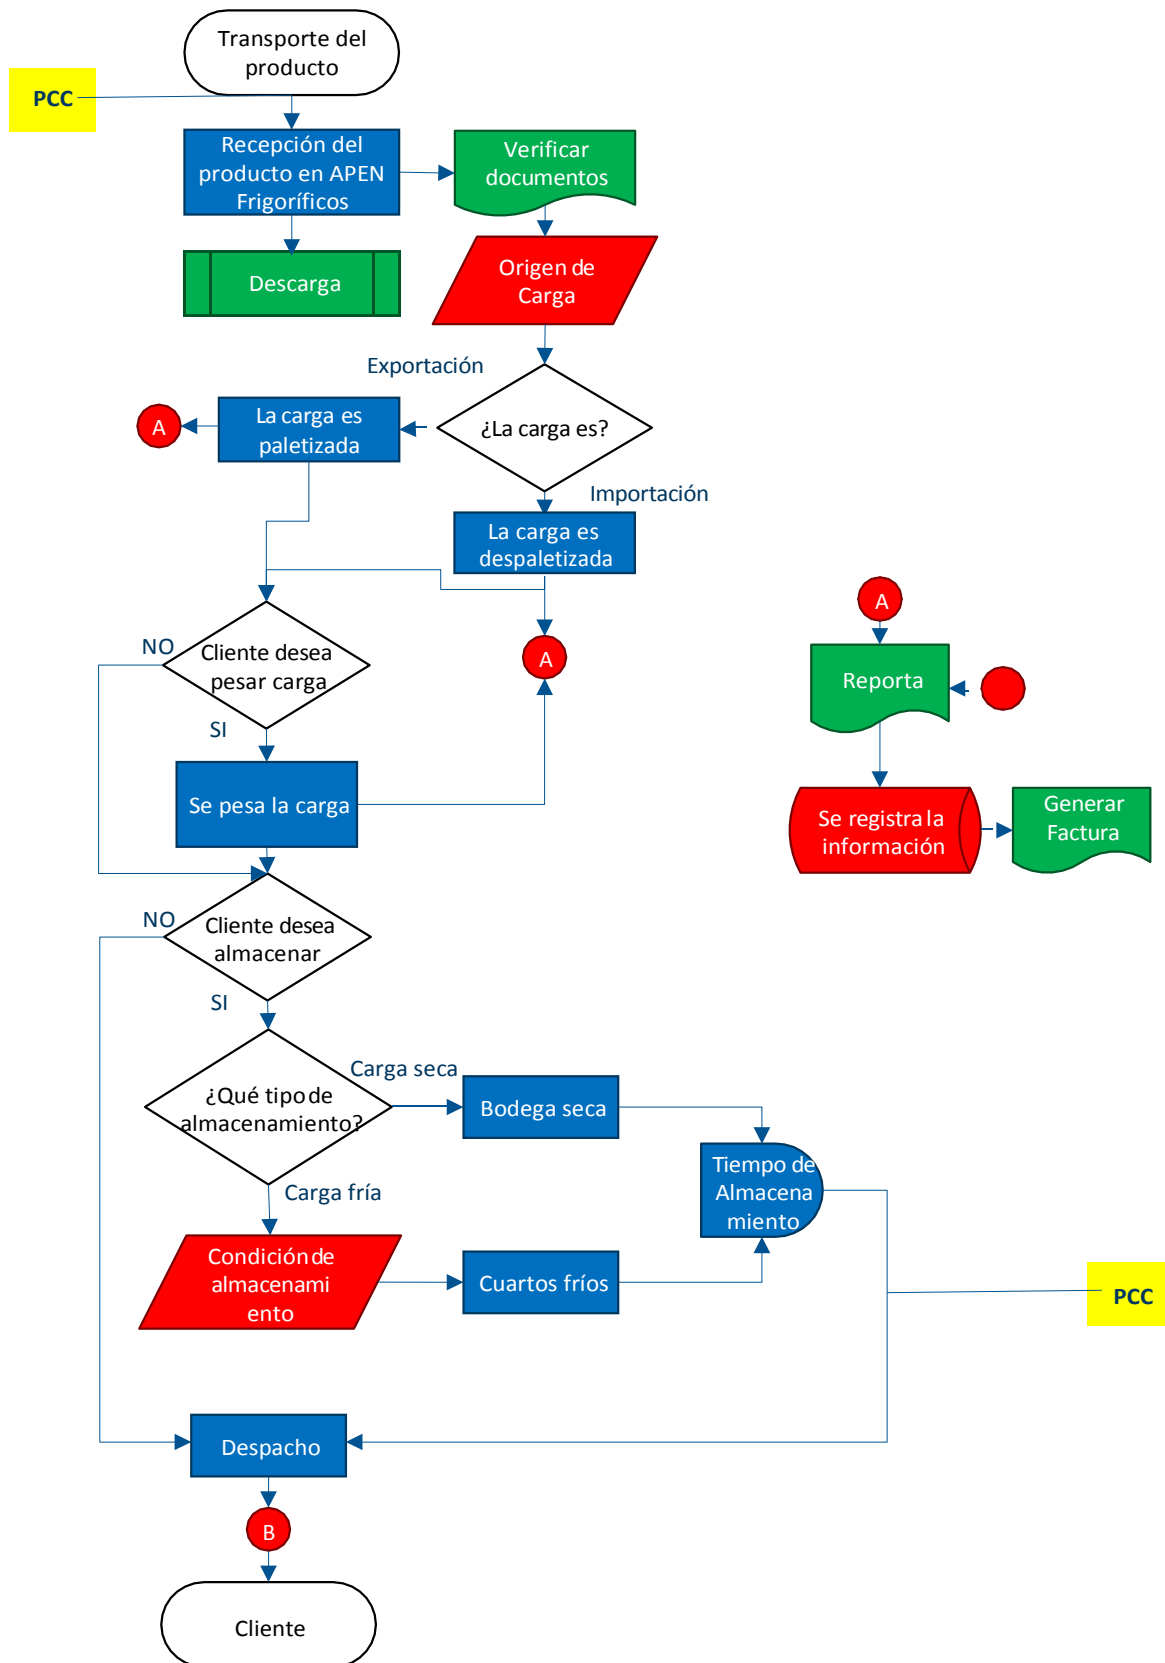 Transporte del
producto
PCC
Recepción del
producto en APEN
Frigoríficos
Verificar
documentos
Descarga
Origen de
Carga
Exportación
La carga es
paletizada
A
¿La carga es?
Importación
La carga es
despaletizada
A
NO
Cliente desea
pesar carga
A
Reporta
SI
Se pesa la carga
Se registra la
información
Generar
Factura
NO
Cliente desea
almacenar
SI
¿Qué tipo de
almacenamiento?
Carga seca
Bodega seca
Tiempo de
Almacena
miento
Carga fría
Condición de
almacenami
ento
Cuartos fríos
PCC
Despacho
B
Cliente